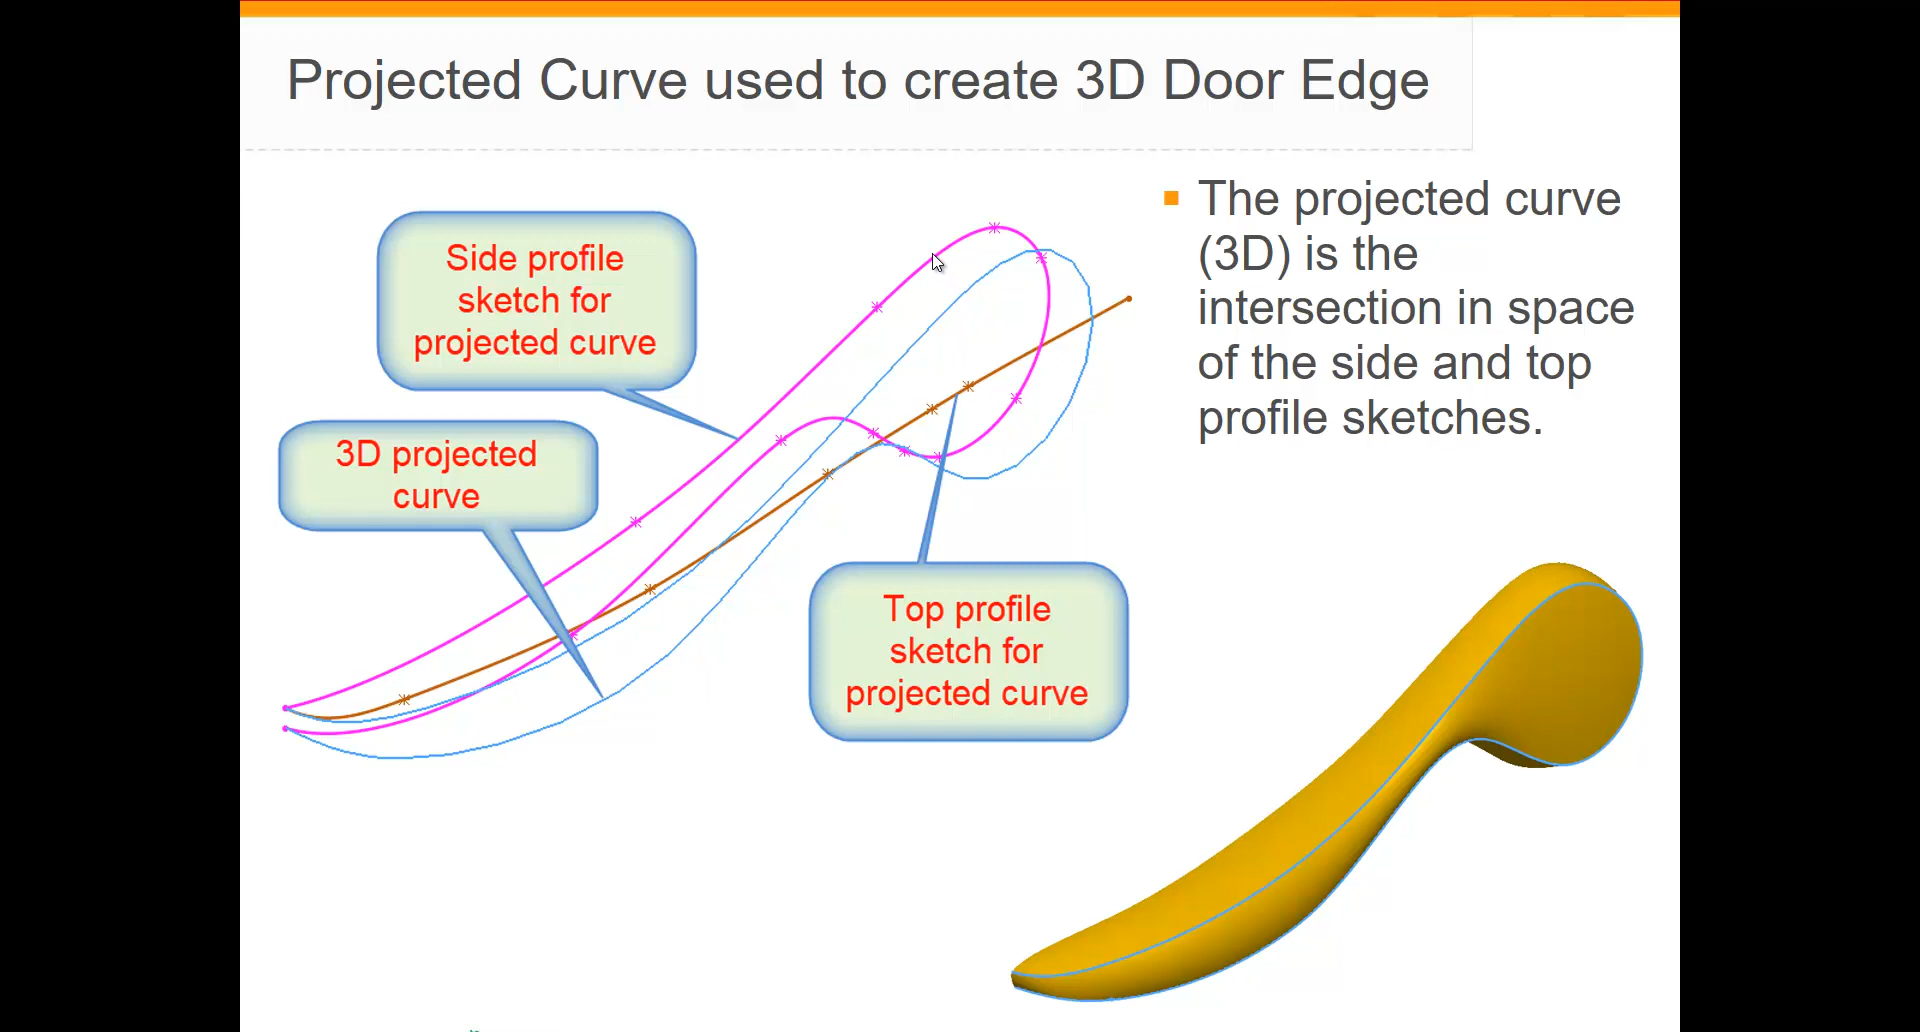 Projected Curve used to create 3D Door Edge
Side profile
sketch for
projected curve
3D projected
curve
Top profile
sketch for
projected curve
The projected curve
(3D) is the
intersection in space
of the side and top
profile sketches.